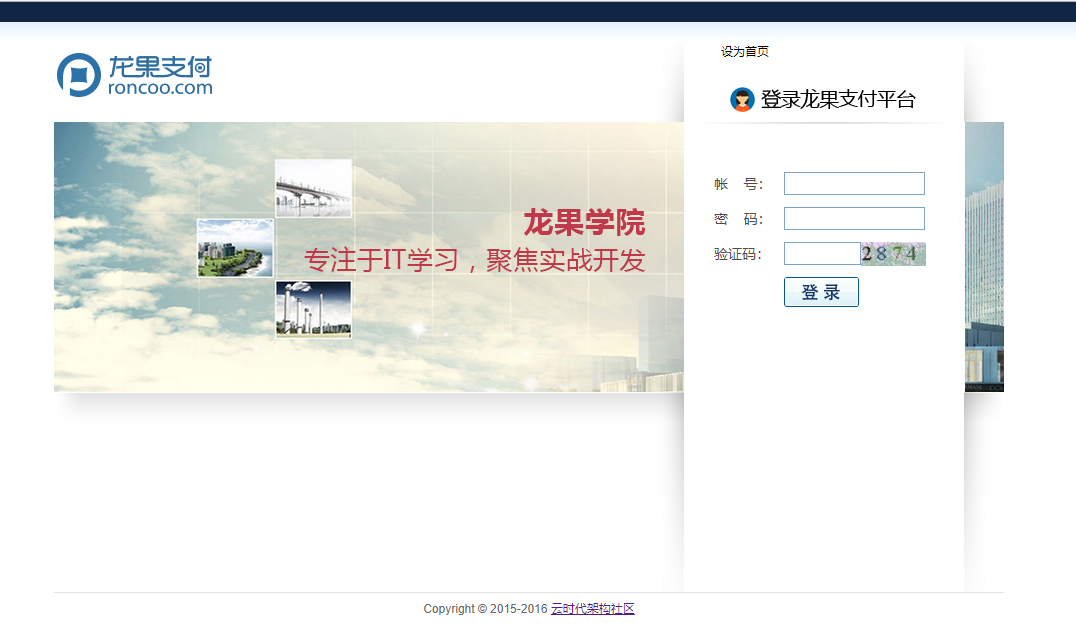 设为首页
龙果支付
roncoo.com
登录龙果支付平台
龙果学院
专注于IT学习，聚焦实战开发
帐 号：
密 码：
验证码：
2874
登 录
Copyright © 2015-2016 云时代架构社区